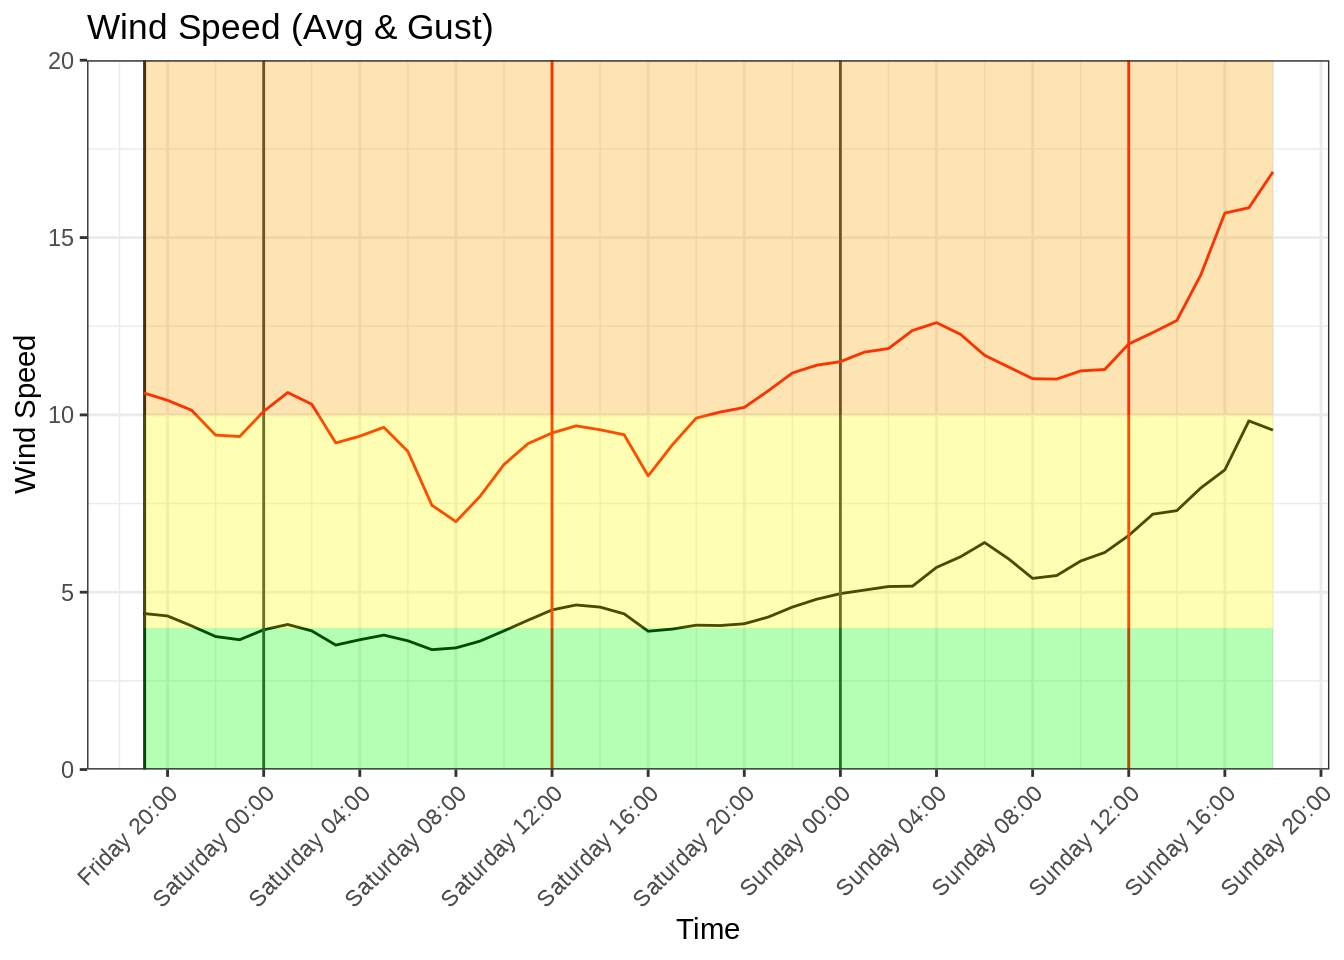 Wind Speed (Avg & Gust)
20
15
10
5
0
Wind Speed
Friday 20:00
Saturday 00:00
Saturday 04:00
Saturday 08:00
Saturday 12:00
Saturday 16:00
Saturday 20:00
Sunday 00:00
Sunday 04:00
Sunday 08:00
Sunday 12:00
Sunday 16:00
Sunday 20:00
Time